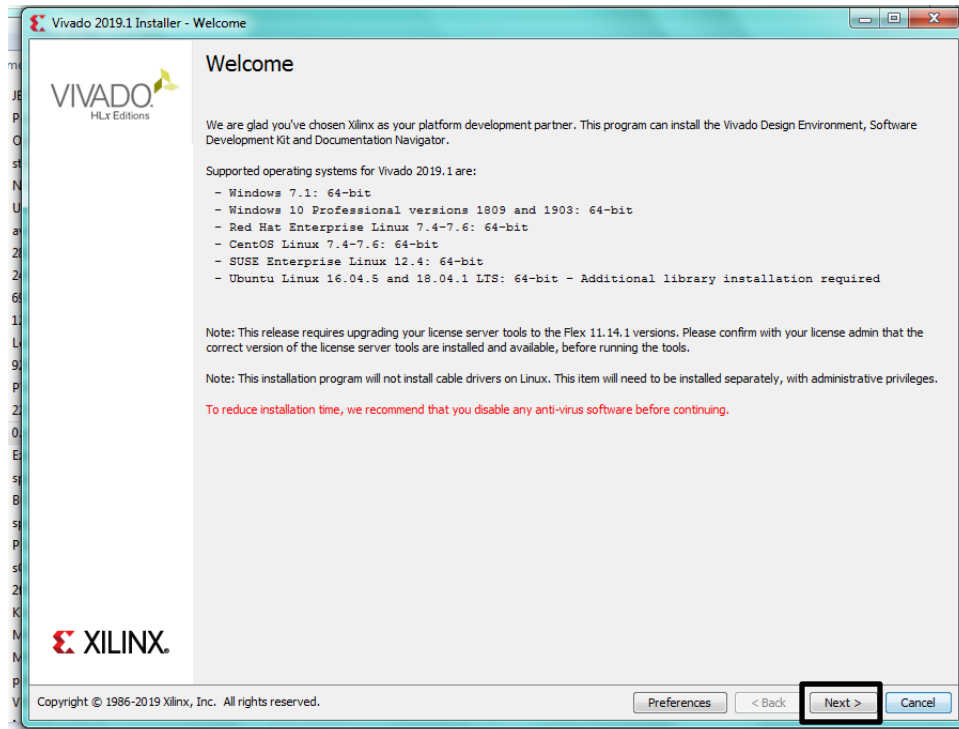 Vivado 2019.1 Installer - Welcome
Welcome
VIVADO.
HLx Editions
We are glad you've chosen Xilinx as your platform development partner. This program can install the Vivado Design Environment, Software
Development Kit and Documentation Navigator.
Supported operating systems for Vivado 2019.1 are:
- Windows 7.1: 64-bit
- Windows 10 Professional versions 1809 and 1903: 64-bit
- Red Hat Enterprise Linux 7.4-7.6: 64-bit
- CentOS Linux 7.4-7.6: 64-bit
- SUSE Enterprise Linux 12.4: 64-bit
- Ubuntu Linux 16.04.5 and 18.04.1 LTS: 64-bit - Additional library installation required
Note: This release requires upgrading your license server tools to the Flex 11.14.1 versions. Please confirm with your license admin that the
correct version of the license server tools are installed and available, before running the tools.
Note: This installation program will not install cable drivers on Linux. This item will need to be installed separately, with administrative privileges.
To reduce installation time, we recommend that you disable any anti-virus software before continuing.
XILINX.
Copyright © 1986-2019 Xilinx, Inc. All rights reserved.
Preferences
< Back
Next >
Cancel